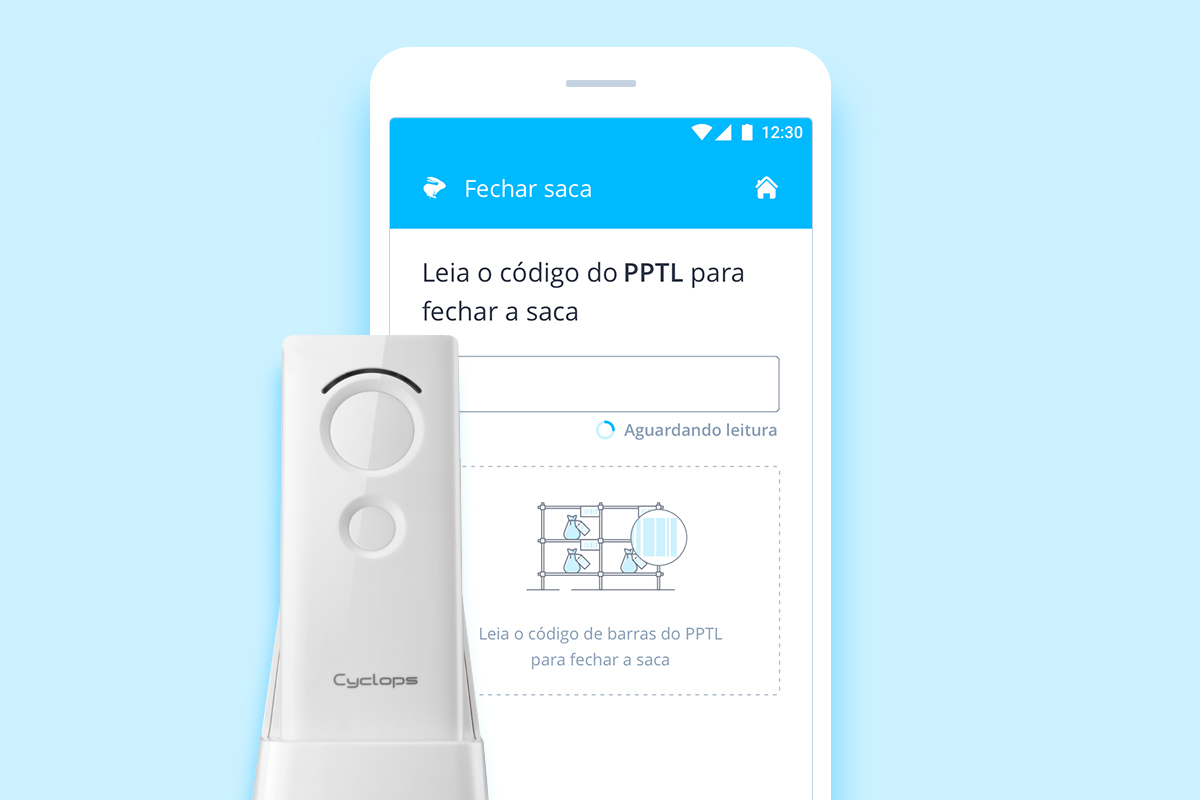 12:30
Fechar saca
Leia o código do PPTL para
fechar a saca
Aguardando leitura
Leia o código de barras do PPTL
para fechar a saca
Cyclops